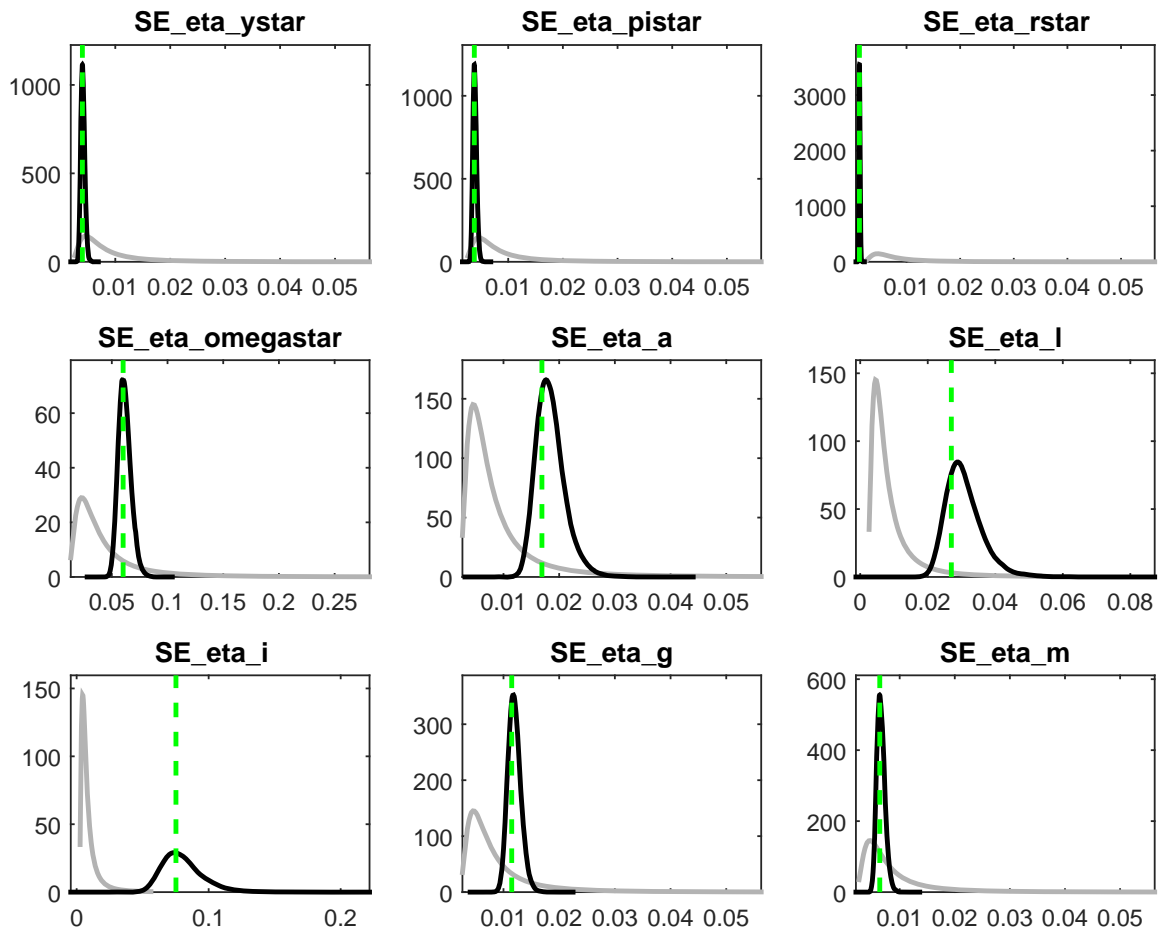 SE_eta_ystar SE_eta_pistar SE_eta_rstar
1000 500 0
1000 500 0
3000 2000 1000 0
0.01 0.02 0.03 0.04 0.05
0.01 0.02 0.03 0.04 0.05
0.01 0.02 0.03 0.04 0.05
SE_eta_omegastar SE_eta_a SE_eta_l
60 40 20 0
150 100 50 0
150 100 50 0
0.05 0.1 0.15 0.2 0.25
0.01 0.02 0.03 0.04 0.05
0 0.02 0.04 0.06 0.08
SE_eta_i SE_eta_g SE_eta_m
150 100 50 0
300 200 100 0
600 400 200 0
0 0.1 0.2
0.01 0.02 0.03 0.04 0.05
0.01 0.02 0.03 0.04 0.05